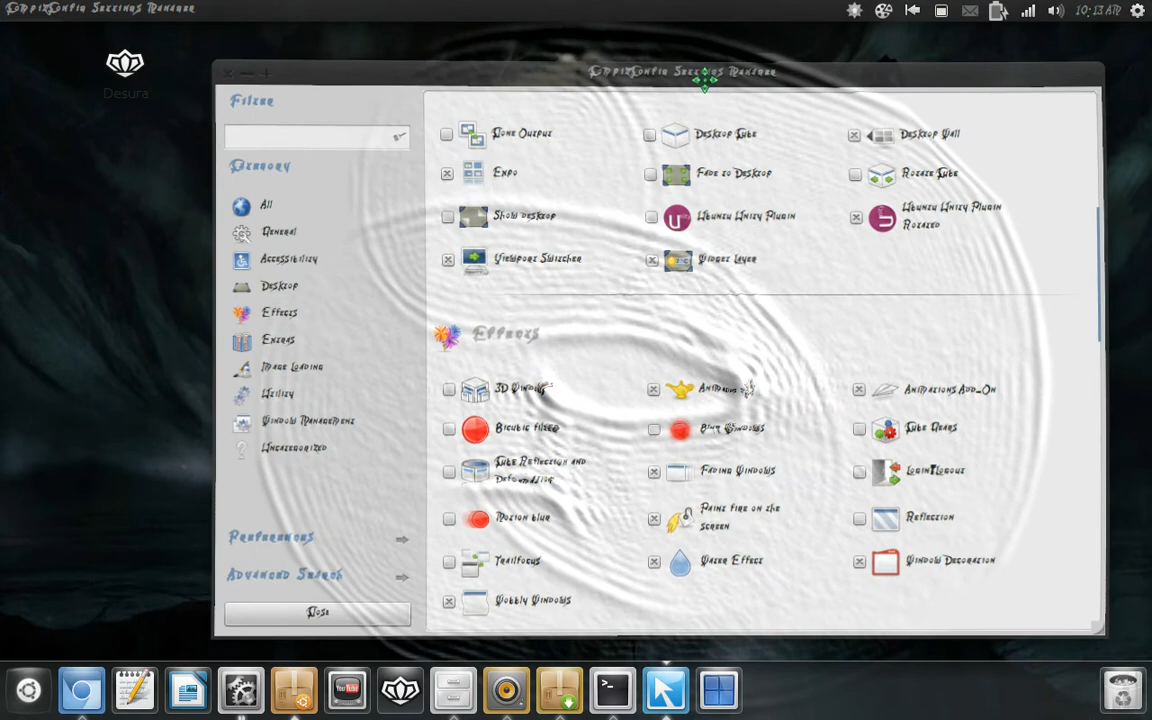 CompizConfig Settings Manager
10:13 AM
Desura
CompizConfig Settings Manager
Filter
Category
All
General
Accessibility
Desktop
Effects
Extras
Image Loading
Utility
Window Management
Uncategorized
Preferences
Advanced Search
Close
Clone Output
Desktop Cube
Desktop Wall
Expo
Fade to Desktop
Rotate Cube
Show desktop
Ubuntu Unity Plugin
Ubuntu Unity Plugin
Rotated
Viewport Switcher
Widget Layer
Effects
3D Windows
Animations
Animations Add-On
Bicubic filter
Blur Windows
Cube Gears
Cube Reflection and
Deformation
Fading Windows
Login/Logout
Motion blur
Paint fire on the
screen
Reflection
Trailfocus
Water Effect
Window Decoration
Wobbly Windows
You Tube